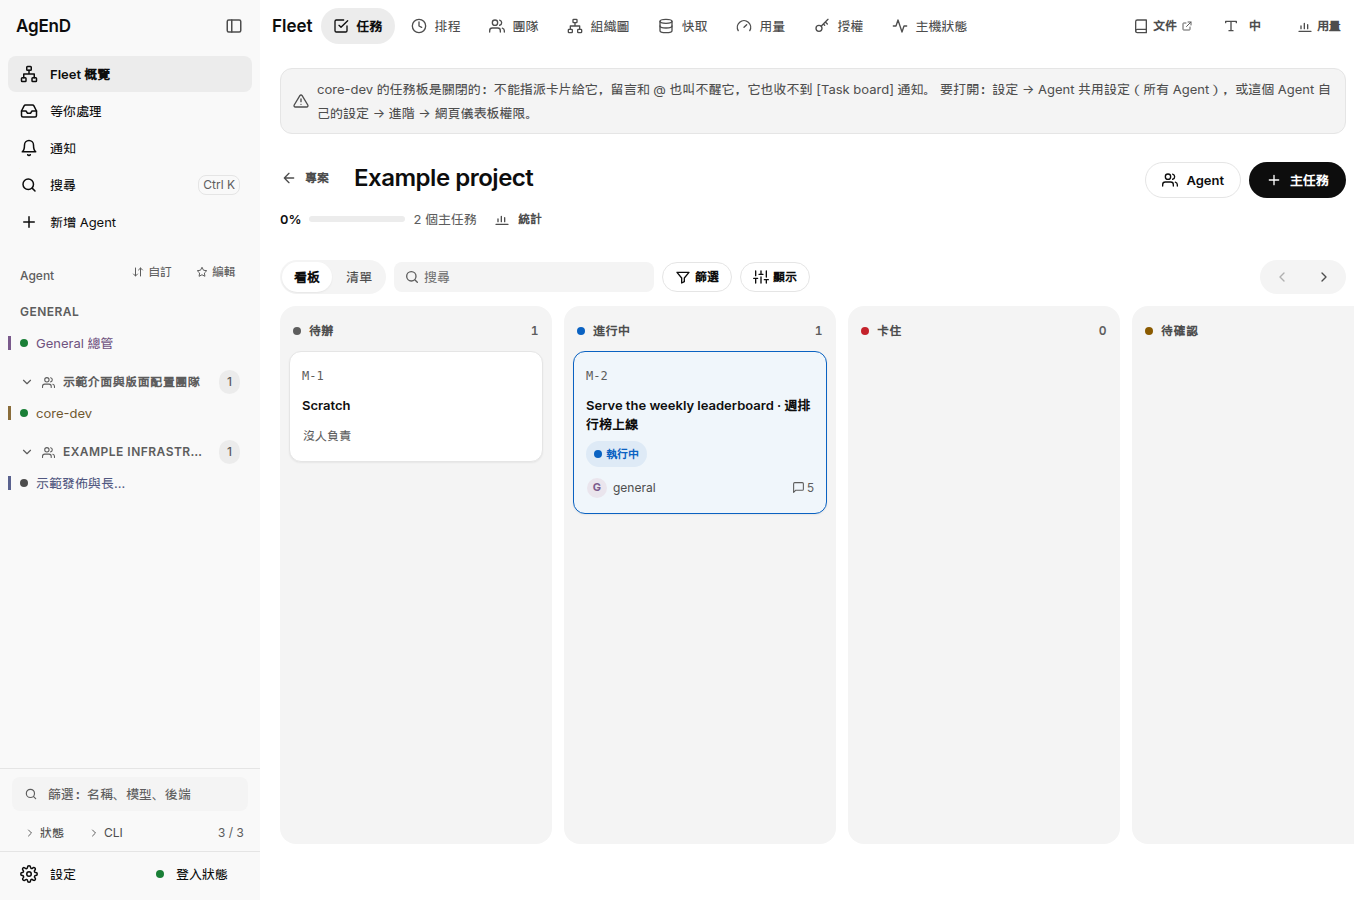 AgEnD
Fleet 概覽
等你處理
通知
搜尋
Ctrl K
新增 Agent
Agent
自訂
編輯
GENERAL
General 總管
示範介面與版面配置團隊
1
core-dev
EXAMPLE INFRASTR...
1
示範發佈與長...
篩選：名稱、模型、後端
狀態
CLI
3 / 3
設定
登入狀態
Fleet
任務
排程
團隊
組織圖
快取
用量
授權
主機狀態
文件
中
用量
core-dev 的任務板是關閉的：不能指派卡片給它，留言和 @ 也叫不醒它，它也收不到 [Task board] 通知。 要打開：設定 → Agent 共用設定（所有 Agent），或這個 Agent 自
己的設定 → 進階 → 網頁儀表板權限。
專案
Example project
Agent
主任務
0%
2 個主任務
統計
看板
清單
搜尋
篩選
顯示
待辦
1
M-1
Scratch
沒人負責
進行中
1
M-2
Serve the weekly leaderboard · 週排
行榜上線
執行中
G
general
5
卡住
0
待確認